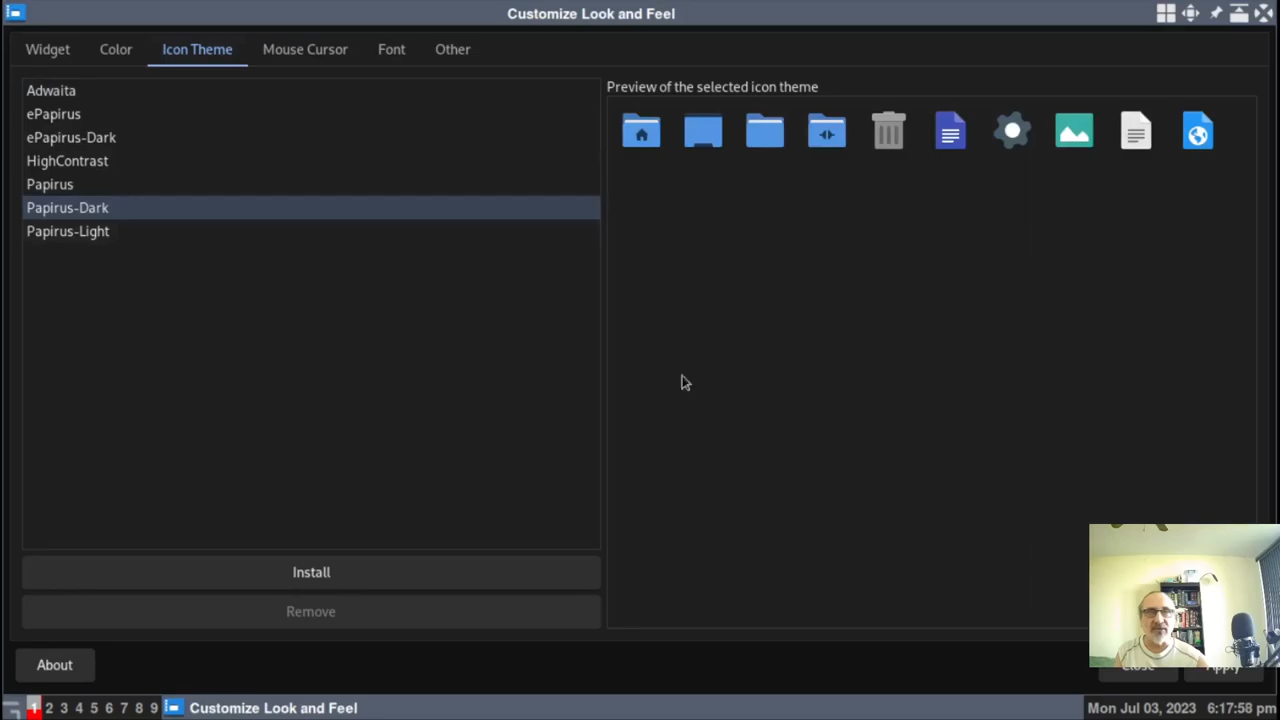 Customize Look and Feel
Widget Color Icon Theme Mouse Cursor Font Other
Adwaita
ePapirus
ePapirus-Dark
HighContrast
Papirus
Papirus-Dark
Papirus-Light
Install
Remove
Preview of the selected icon theme
About
Close Apply
1 2 3 4 5 6 7 8 9 Customize Look and Feel Mon Jul 03, 2023 6:17:58 pm